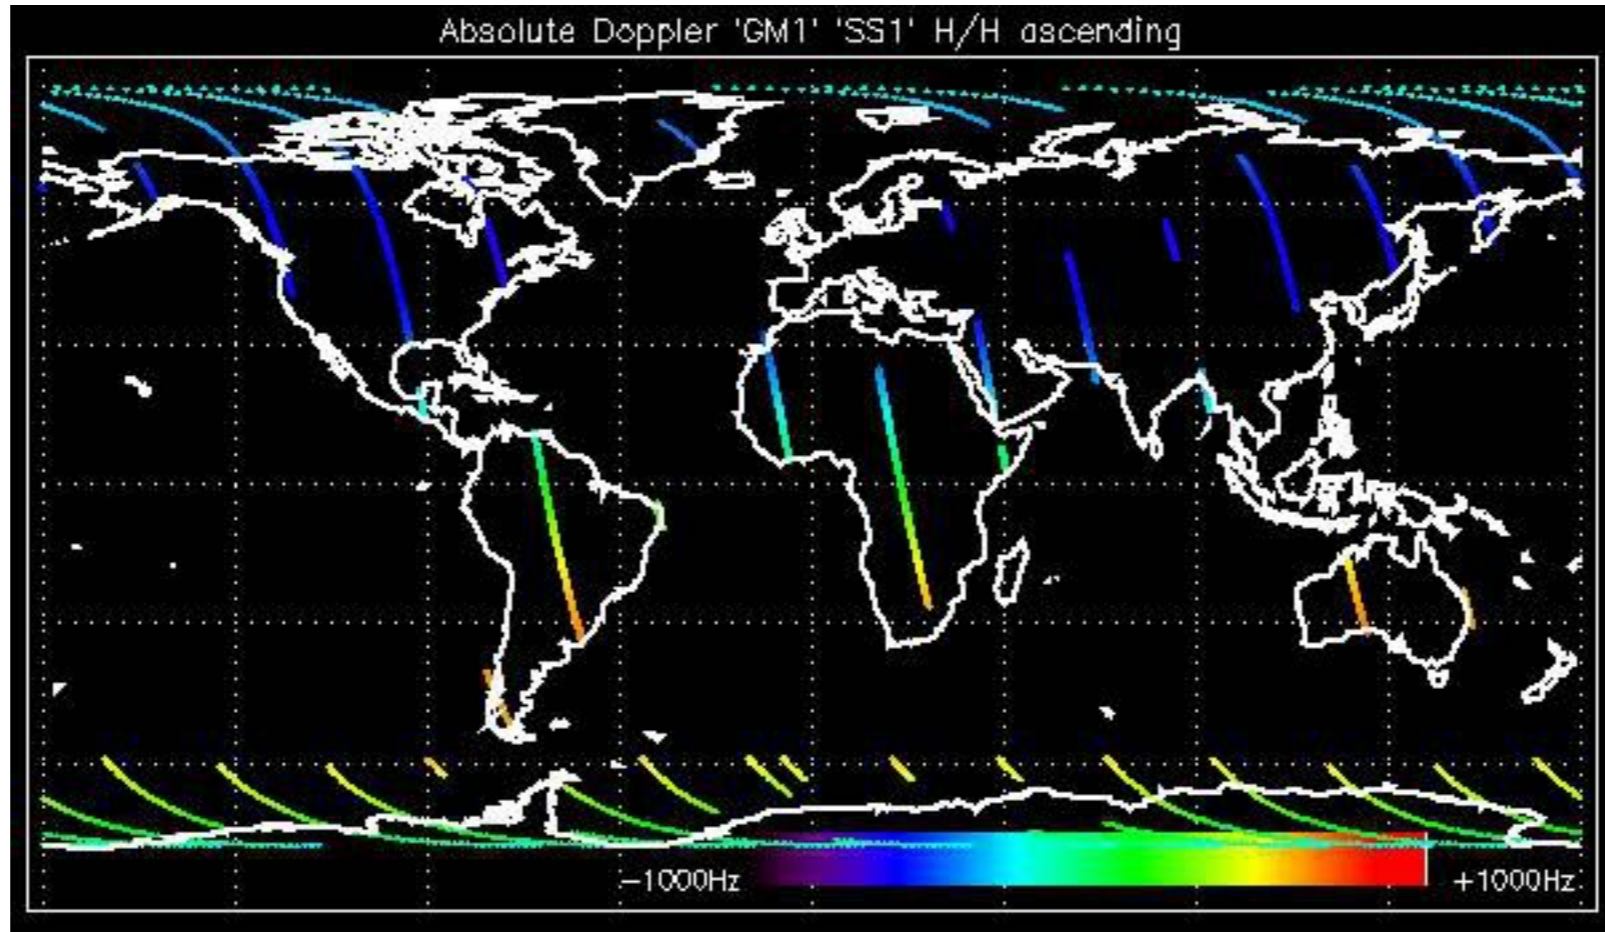 Absolute Doppler 'GM1' 'SS1' H/H ascending
−1000Hz
+1000Hz